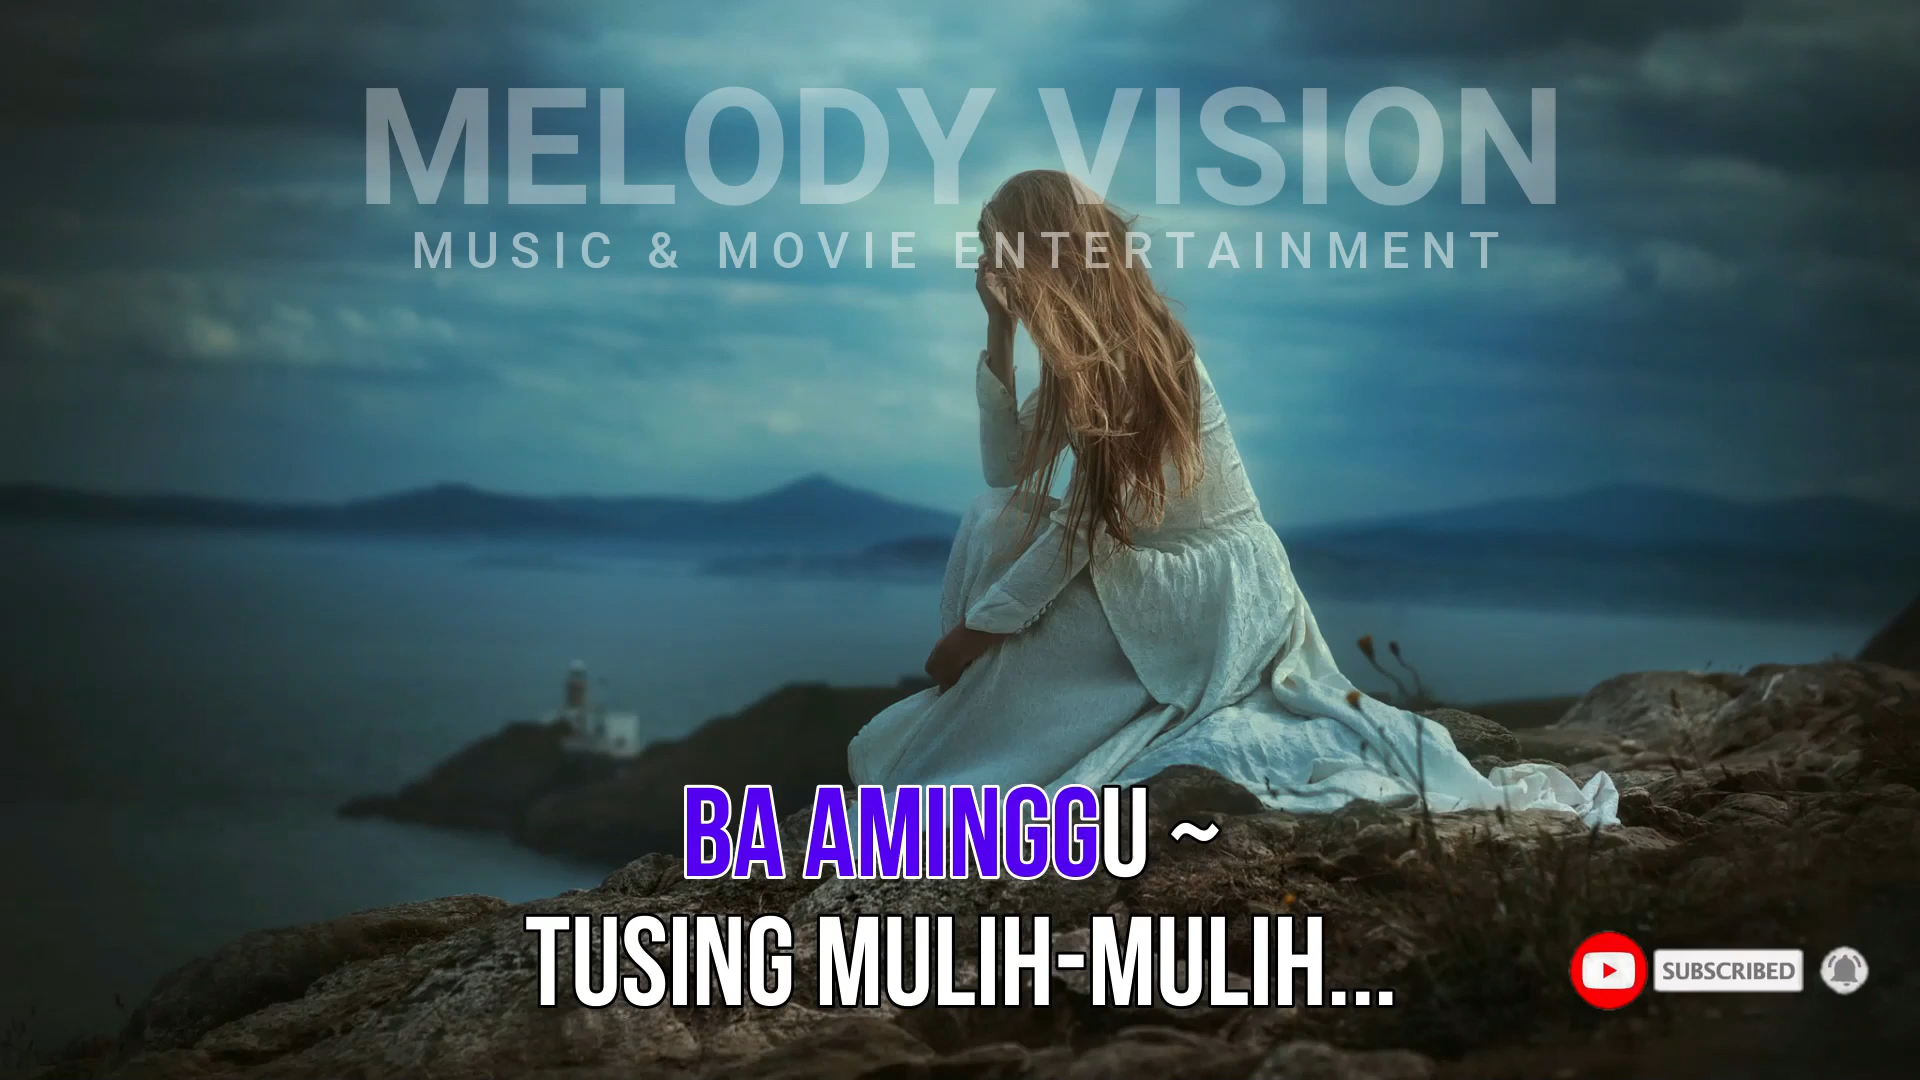 MELODY VISION
MUSIC & MOVIE ENTERTAINMENT
BA AMINGGU ~
TUSING MULIH-MULIH...
SUBSCRIBED